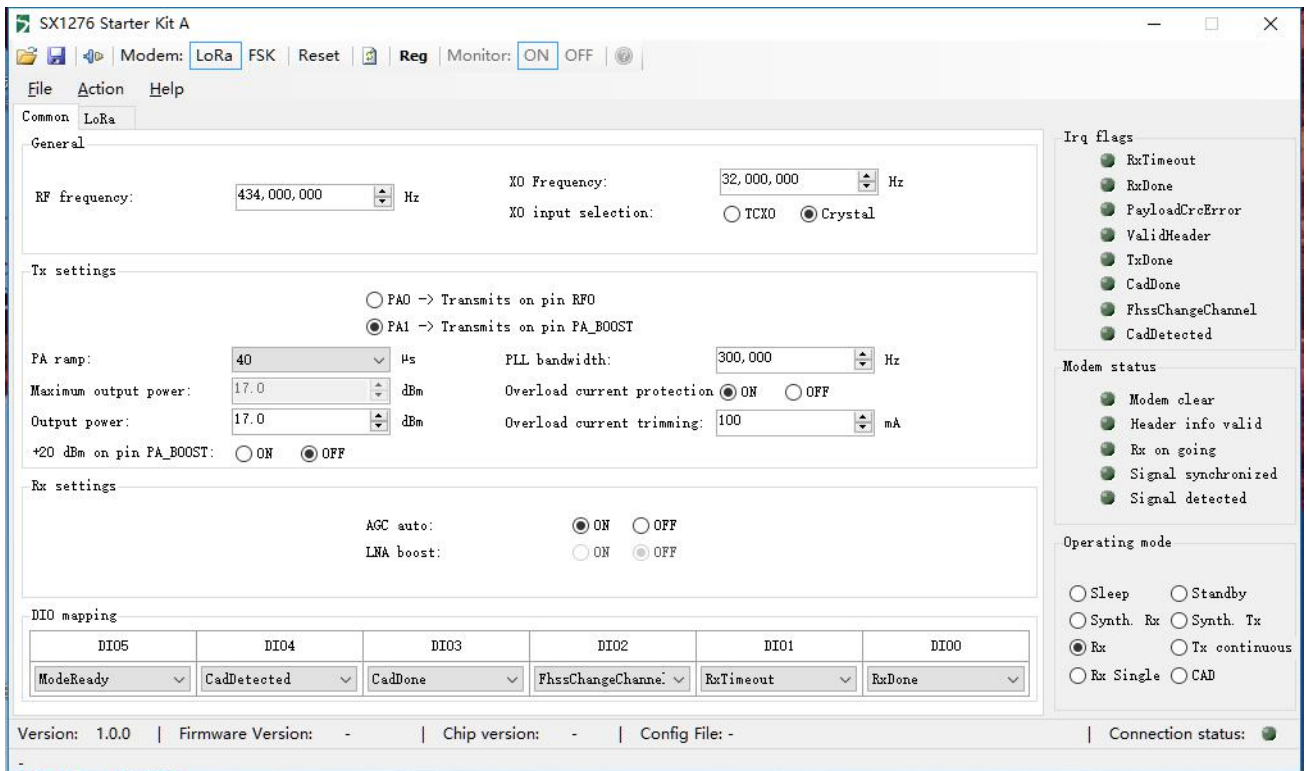 SX1276 Starter Kit A
Modem: LoRa FSK Reset Reg Monitor: ON OFF
File Action Help
Common LoRa
General
RF frequency: 434,000,000 Hz
XO Frequency: 32,000,000 Hz
XO input selection: TCXO Crystal
Tx settings
PA0 -> Transmits on pin RFO
PA1 -> Transmits on pin PA_BOOST
PA ramp: 40 µs PLL bandwidth: 300,000 Hz
Maximum output power: 17.0 dBm Overload current protection ON OFF
Output power: 17.0 dBm Overload current trimming: 100 mA
+20 dBm on pin PA_BOOST: ON OFF
Rx settings
AGC auto: ON OFF
LNA boost: ON OFF
DIO mapping
DIO5 DIO4 DIO3 DIO2 DIO1 DIO0
ModeReady CadDetected CadDone FhssChangeChannel RxTimeout RxDone
Irq flags
RxTimeout
RxDone
PayloadCrcError
ValidHeader
TxDone
CadDone
FhssChangeChannel
CadDetected
Modem status
Modem clear
Header info valid
Rx on going
Signal synchronized
Signal detected
Operating mode
Sleep Standby
Synth. Rx Synth. Tx
Rx Tx continuous
Rx Single CAD
Version: 1.0.0 | Firmware Version: - | Chip version: - | Config File: - | Connection status:
-